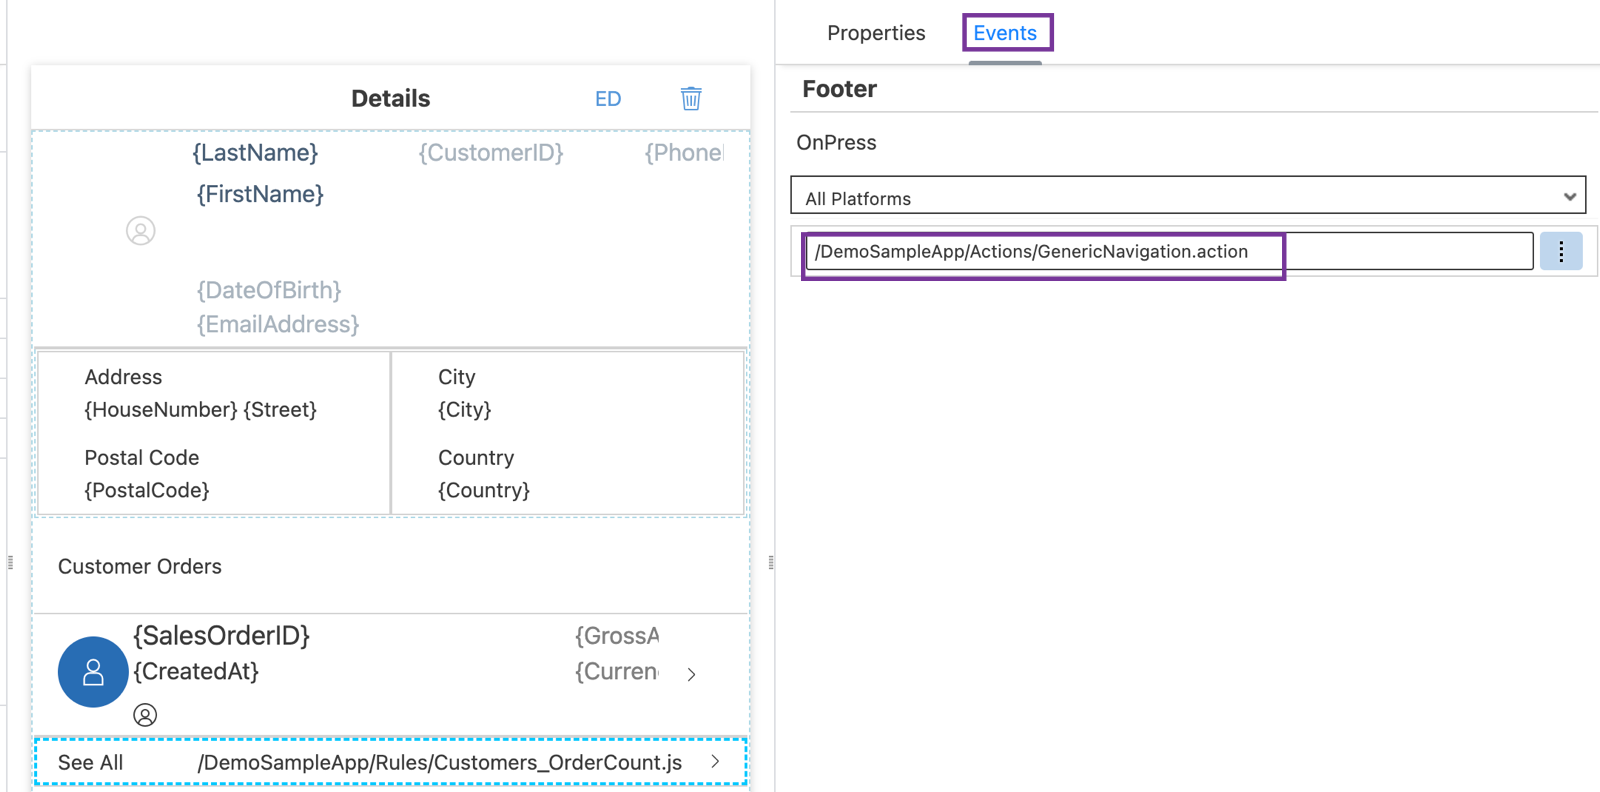 Details ED
{LastName} {CustomerID} {Phone
{FirstName}
{DateOfBirth}
{EmailAddress}
Address
{HouseNumber} {Street}
Postal Code
{PostalCode}
City
{City}
Country
{Country}
Customer Orders
{SalesOrderID} {GrossA
{CreatedAt} {Curren
See All /DemoSampleApp/Rules/Customers_OrderCount.js
Properties Events
Footer
OnPress
All Platforms
/DemoSampleApp/Actions/GenericNavigation.action